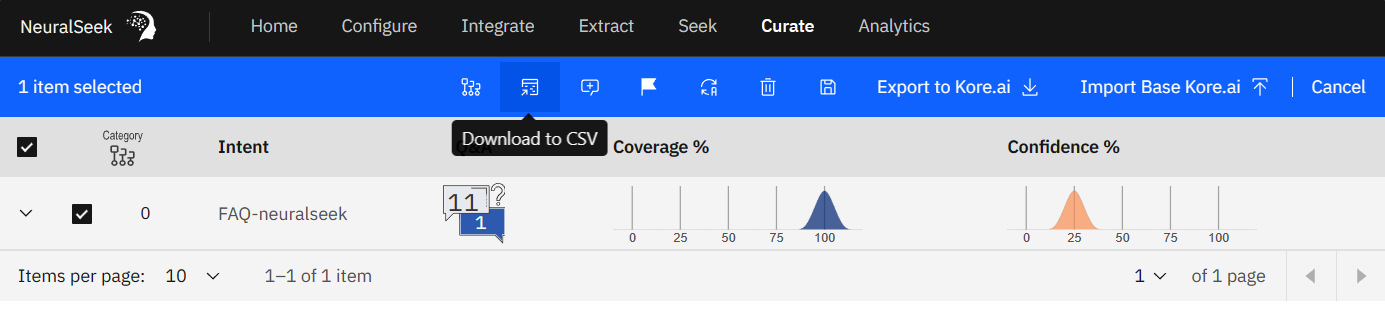 NeuralSeek Home Configure Integrate Extract Seek Curate Analytics
1 item selected Export to Kore.ai Import Base Kore.ai Cancel
Download to CSV
Category Intent Q&A Coverage % Confidence %
0 FAQ-neuralseek 11 ? 1 0 25 50 75 100 0 25 50 75 100
Items per page: 10 1–1 of 1 item 1 of 1 page